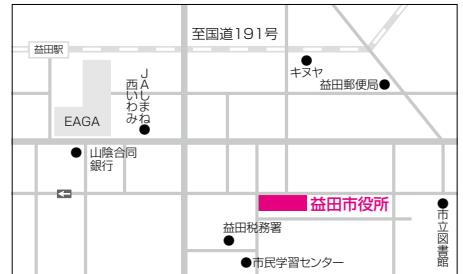 至国道191号
益田駅
キヌヤ
益田郵便局
JAしまね
西いわみ
EAGA
山陰合同
銀行
益田市役所
市立図書館
益田税務署
市民学習センター